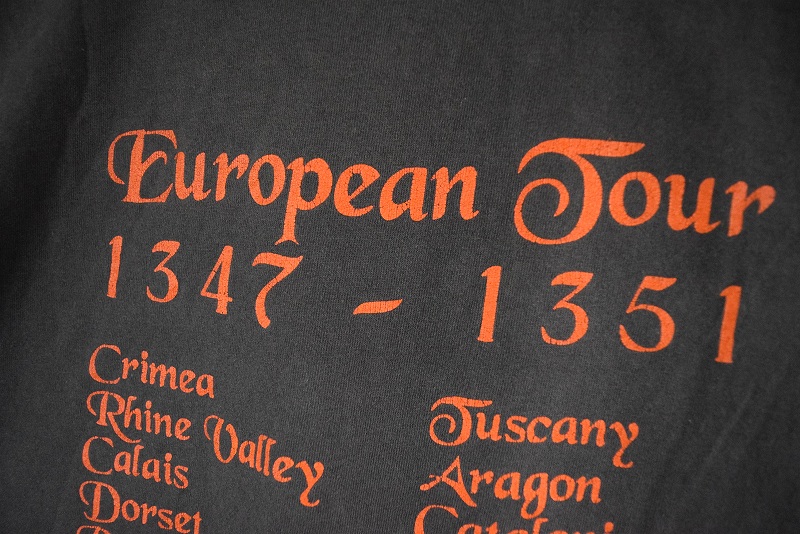 European Tour
1347 - 1351
Crimea
Rhine Valley
Calais
Dorset
Tuscany
Aragon